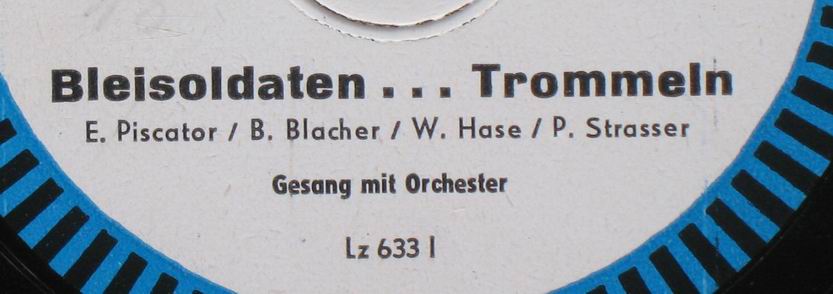 Bleisoldaten . . . Trommeln
E. Piscator / B. Blacher / W. Hase / P. Strasser
Gesang mit Orchester
Lz 633 I